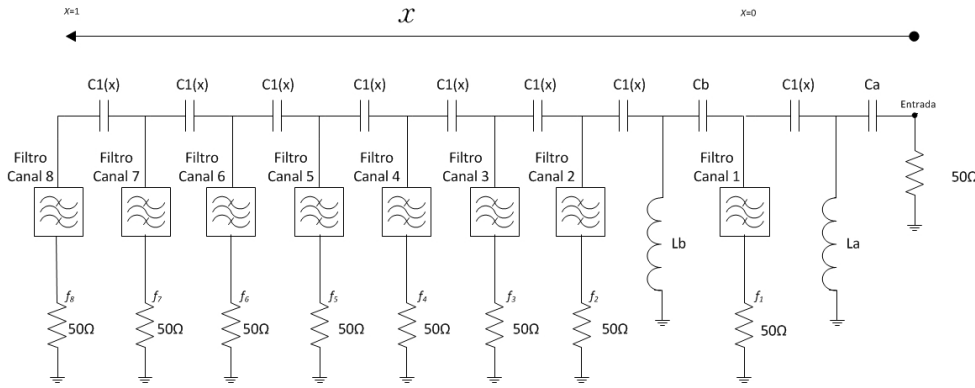 X=1
x
X=0
C1(x) C1(x) C1(x) C1(x) C1(x) C1(x) C1(x) Cb C1(x) Ca
Entrada
Filtro Canal 8
Filtro Canal 7
Filtro Canal 6
Filtro Canal 5
Filtro Canal 4
Filtro Canal 3
Filtro Canal 2
Filtro Canal 1
50Ω
Lb
La
f8 f7 f6 f5 f4 f3 f2 f1
50Ω 50Ω 50Ω 50Ω 50Ω 50Ω 50Ω 50Ω